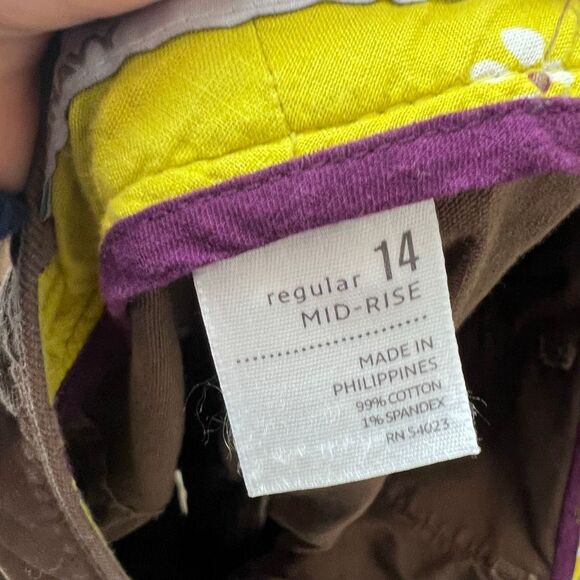 regular 14
MID-RISE
MADE IN
PHILIPPINES
99% COTTON
1% SPANDEX
RN 54023